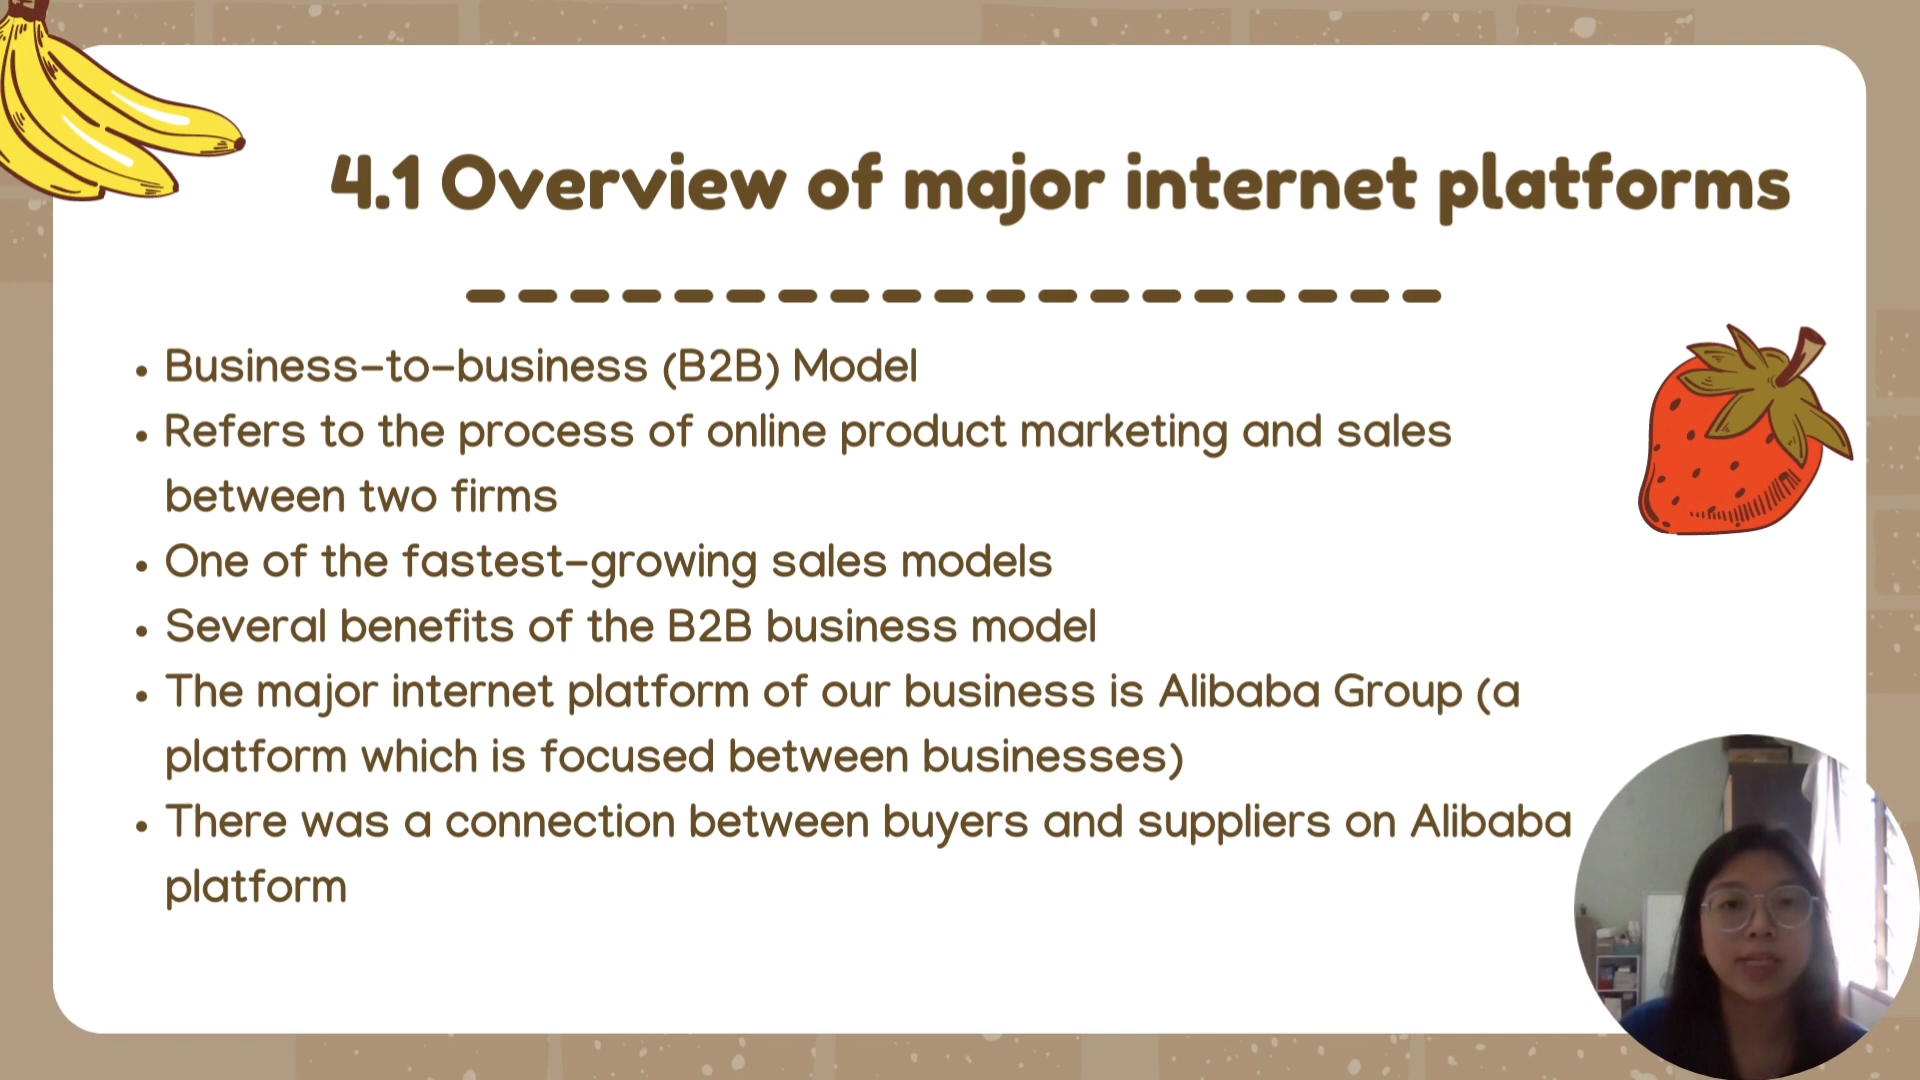 4.1 Overview of major internet platforms
• Business-to-business (B2B) Model
• Refers to the process of online product marketing and sales
between two firms
• One of the fastest-growing sales models
• Several benefits of the B2B business model
• The major internet platform of our business is Alibaba Group (a
platform which is focused between businesses)
• There was a connection between buyers and suppliers on Alibaba
platform